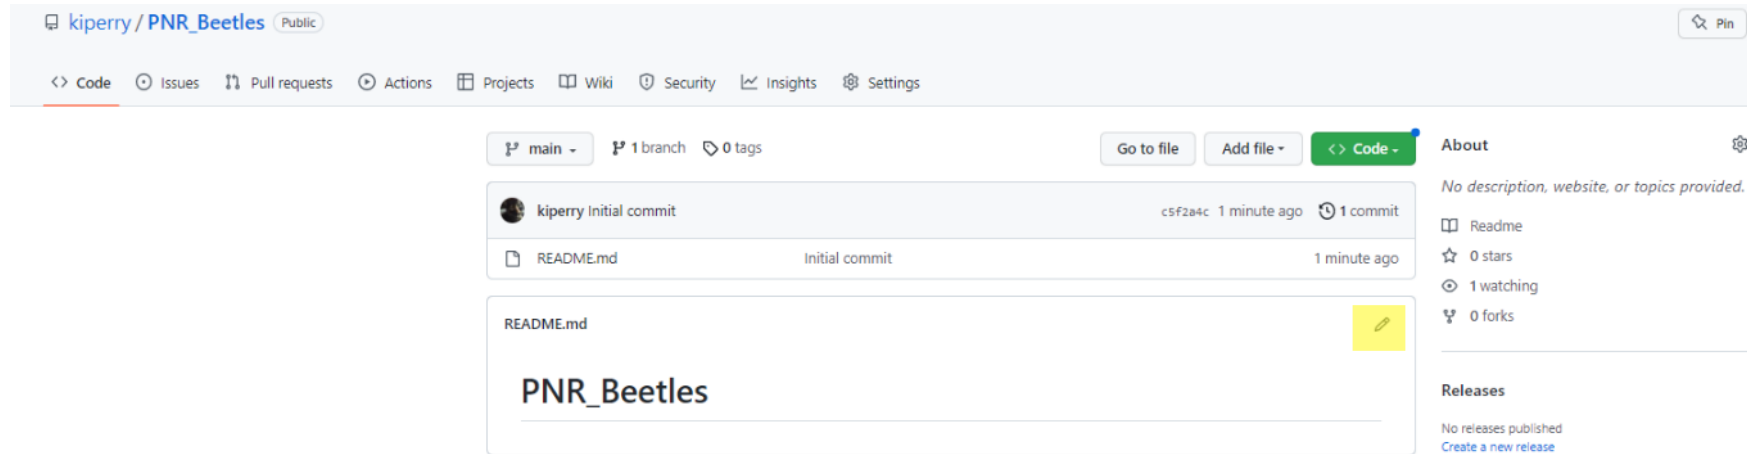 kiperry / PNR_Beetles Public
Pin
Code Issues Pull requests Actions Projects Wiki Security Insights Settings
main 1 branch 0 tags
Go to file Add file Code
kiperry Initial commit c5f2a4c 1 minute ago 1 commit
README.md Initial commit 1 minute ago
README.md
PNR_Beetles
About
No description, website, or topics provided.
Readme
0 stars
1 watching
0 forks
Releases
No releases published
Create a new release